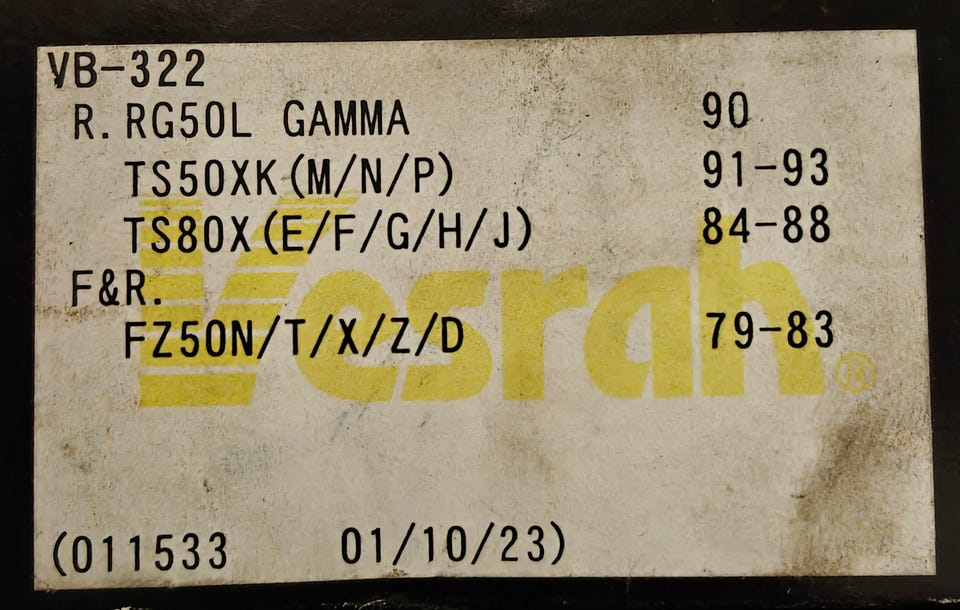 VB-322
R. RG50L GAMMA 90
TS50XK(M/N/P) 91-93
TS80X(E/F/G/H/J) 84-88
F&R.
FZ50N/T/X/Z/D 79-83
Vesrah®
(011533 01/10/23)